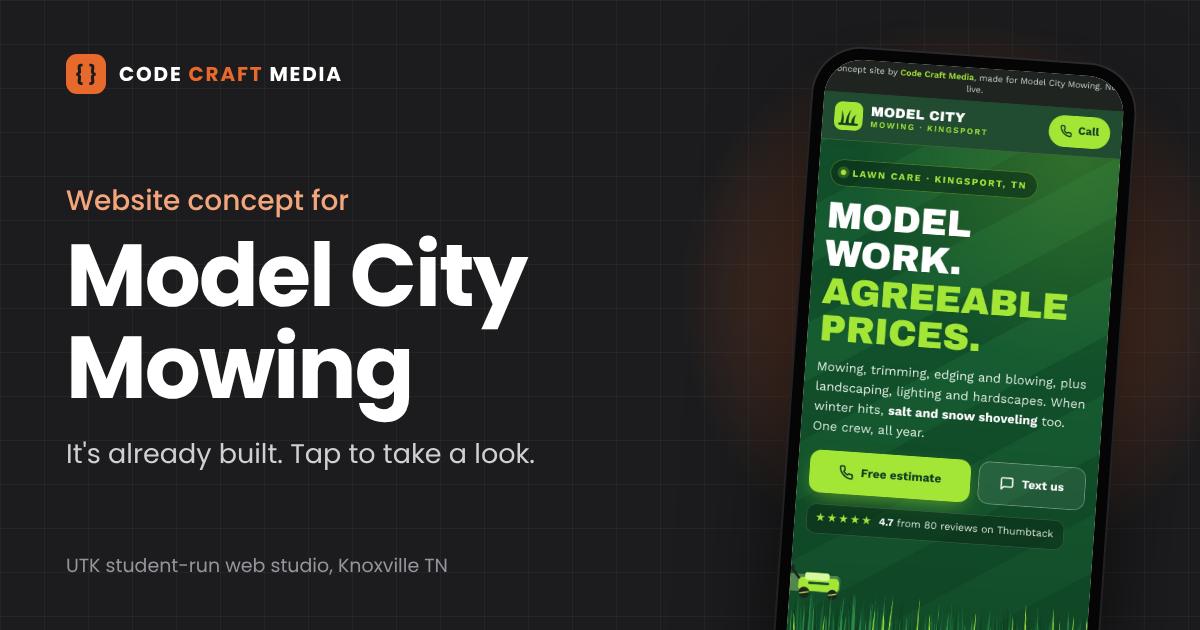 { } CODE CRAFT MEDIA
Website concept for
Model City
Mowing
It's already built. Tap to take a look.
UTK student-run web studio, Knoxville TN
site by Code Craft Media, made for Model City Mowing.
live.
MODEL CITY
MOWING · KINGSPORT
Call
LAWN CARE · KINGSPORT, TN
MODEL
WORK.
AGREEABLE
PRICES.
Mowing, trimming, edging and blowing, plus
landscaping, lighting and hardscapes. When
winter hits, salt and snow shoveling too.
One crew, all year.
Free estimate
Text us
★★★★★ 4.7 from 80 reviews on Thumbtack